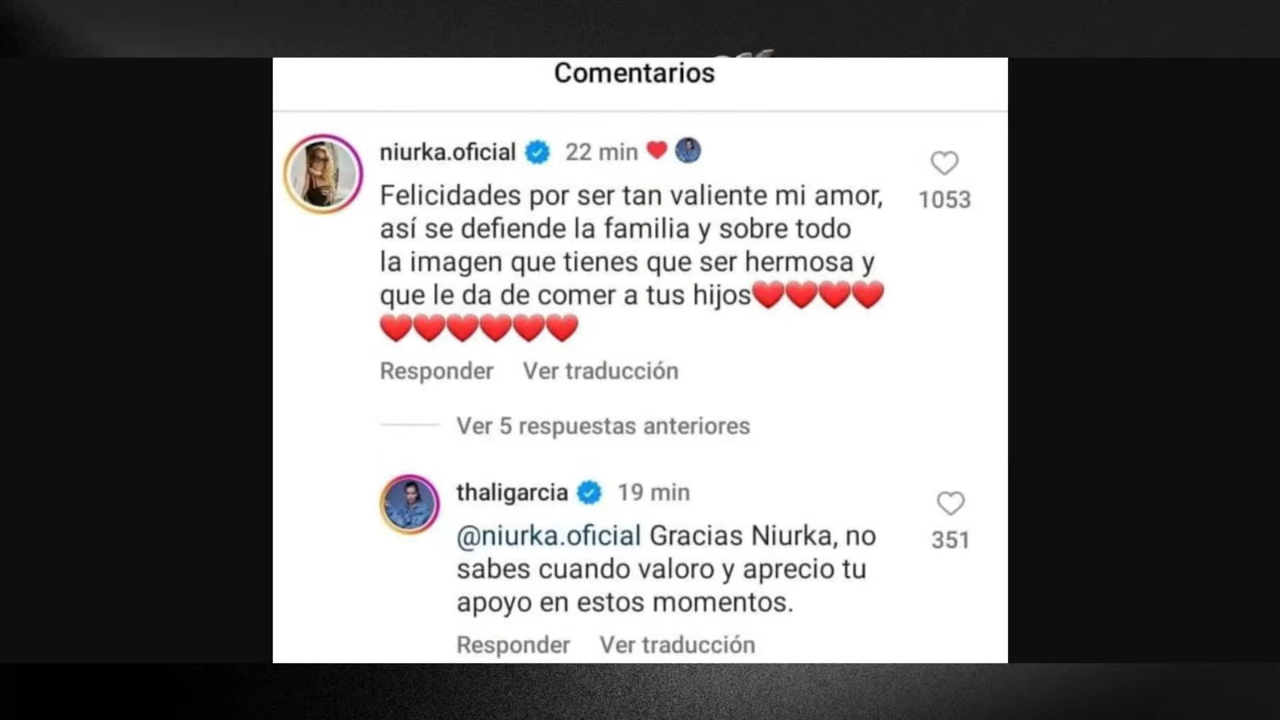 Comentarios
niurka.oficial 22 min
Felicidades por ser tan valiente mi amor,
así se defiende la familia y sobre todo
la imagen que tienes que ser hermosa y
que le da de comer a tus hijos❤️❤️❤️❤️
❤️❤️❤️❤️❤️❤️
1053
Responder Ver traducción
Ver 5 respuestas anteriores
thaligarcia 19 min
@niurka.oficial Gracias Niurka, no
sabes cuando valoro y aprecio tu
apoyo en estos momentos.
351
Responder Ver traducción